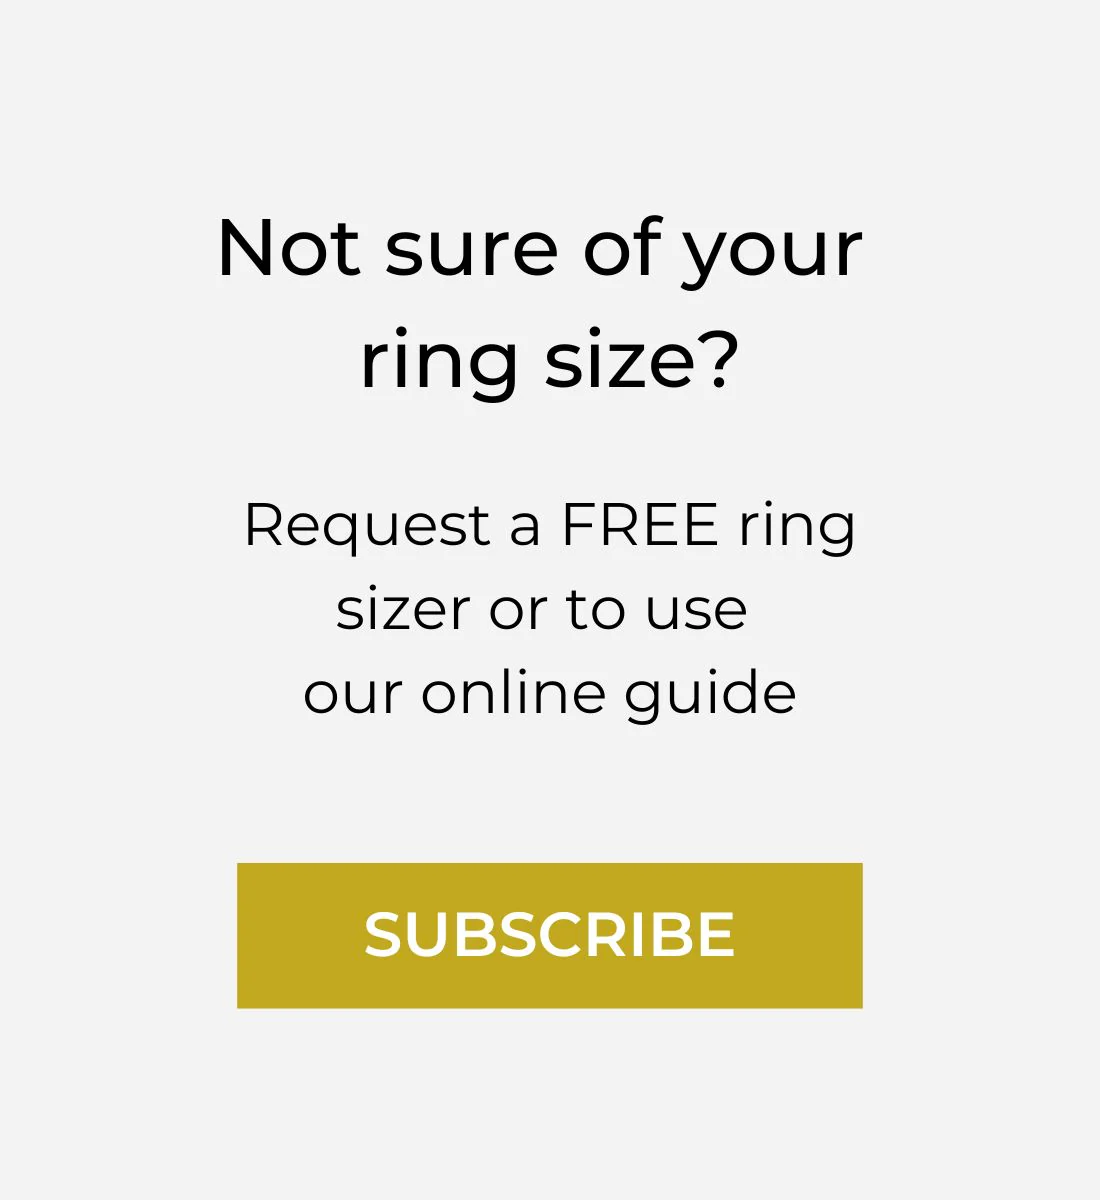 Not sure of your
ring size?
Request a FREE ring
sizer or to use
our online guide
SUBSCRIBE